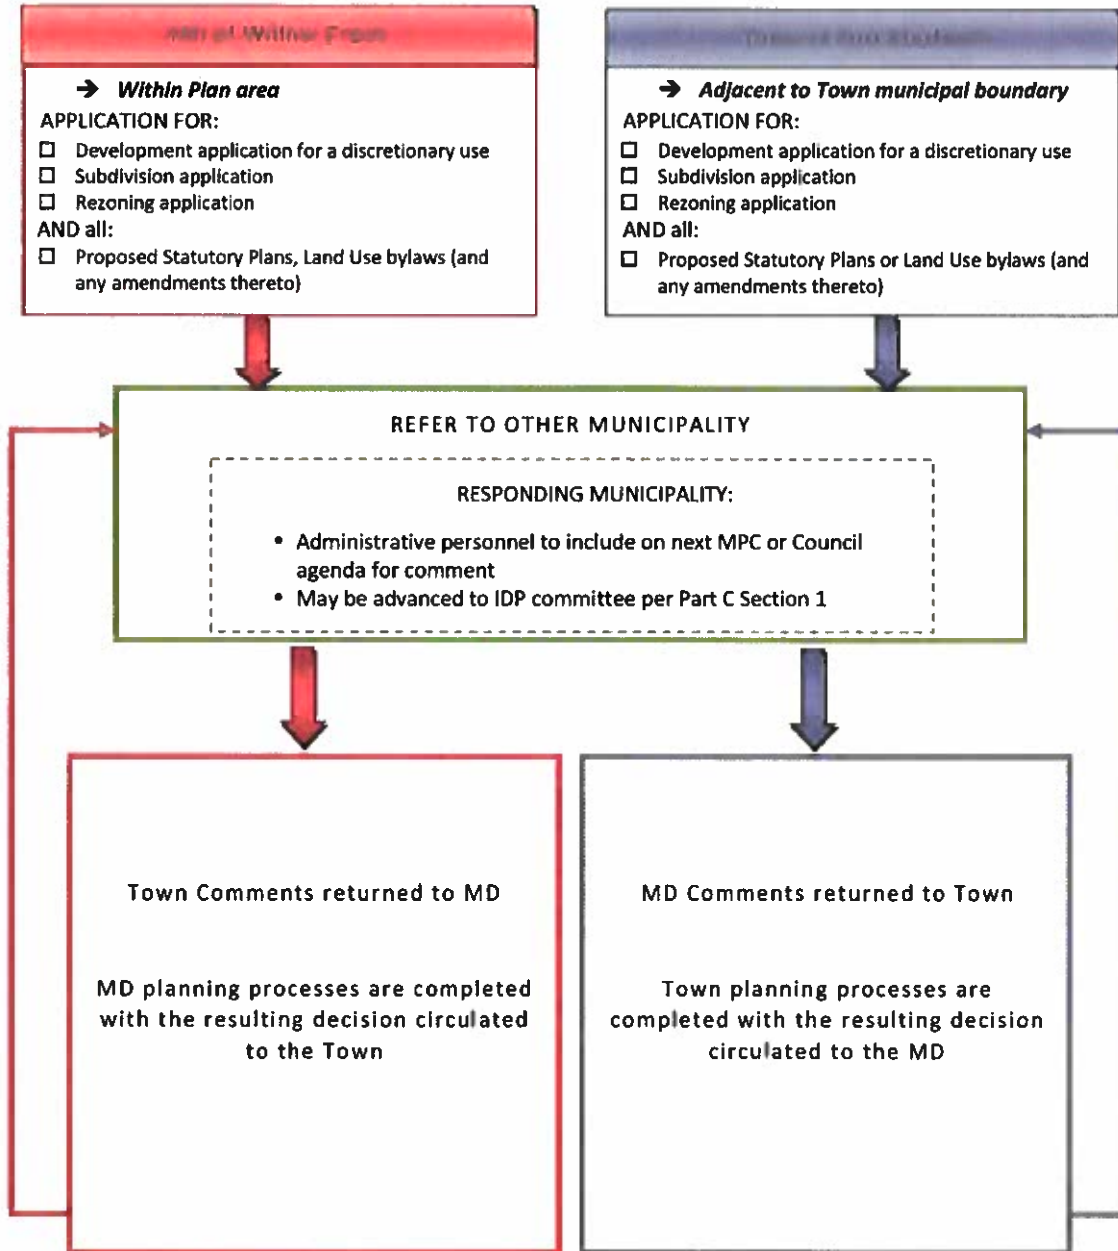 MD of Willow Creek
→ Within Plan area
APPLICATION FOR:
☐ Development application for a discretionary use
☐ Subdivision application
☐ Rezoning application
AND all:
☐ Proposed Statutory Plans, Land Use bylaws (and
any amendments thereto)
→ Adjacent to Town municipal boundary
APPLICATION FOR:
☐ Development application for a discretionary use
☐ Subdivision application
☐ Rezoning application
AND all:
☐ Proposed Statutory Plans or Land Use bylaws (and
any amendments thereto)
REFER TO OTHER MUNICIPALITY
RESPONDING MUNICIPALITY:
• Administrative personnel to include on next MPC or Council
agenda for comment
• May be advanced to IDP committee per Part C Section 1
Town Comments returned to MD
MD planning processes are completed
with the resulting decision circulated
to the Town
MD Comments returned to Town
Town planning processes are
completed with the resulting decision
circulated to the MD